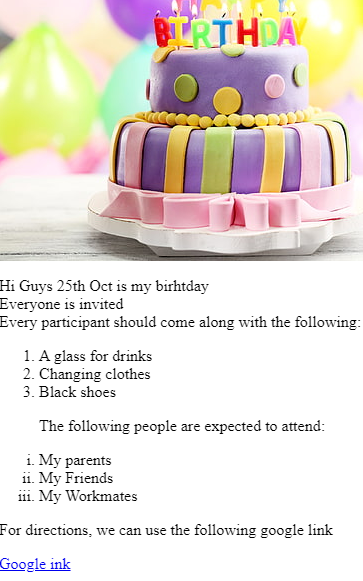 BIRTHDAY
Hi Guys 25th Oct is my birhtday
Everyone is invited
Every participant should come along with the following:
1. A glass for drinks
2. Changing clothes
3. Black shoes
The following people are expected to attend:
i. My parents
ii. My Friends
iii. My Workmates
For directions, we can use the following google link
Google ink